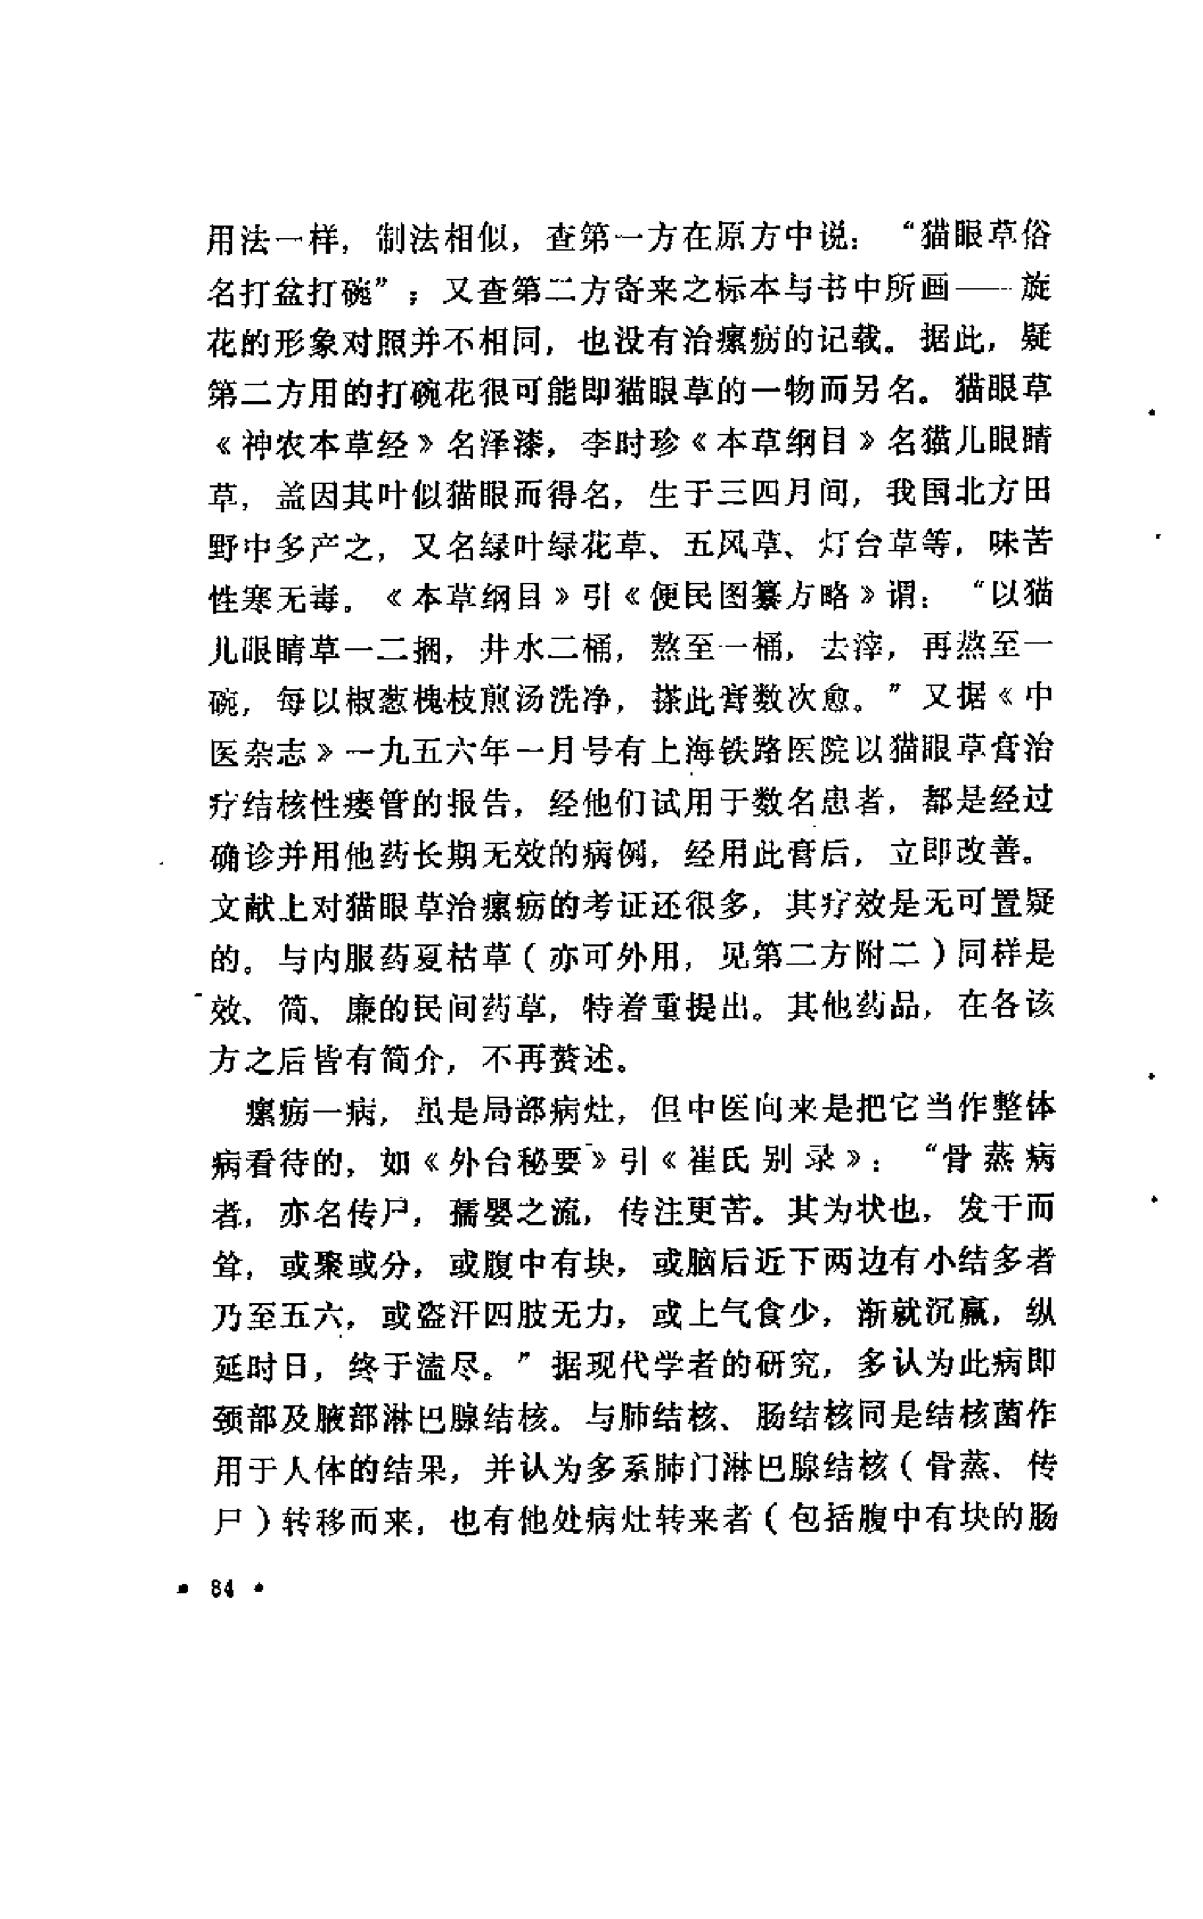 用法一样，制法相似，查第一方在原方中说：“猫眼草俗
名打盆打碗”；又查第二方寄来之标本与书中所画——旋
花的形象对照并不相同，也没有治瘰疬的记载。据此，疑
第二方用的打碗花很可能即猫眼草的一物而另名。猫眼草
《神农本草经》名泽漆，李时珍《本草纲目》名猫儿眼睛
草，盖因其叶似猫眼而得名，生于三四月间，我国北方田
野中多产之，又名绿叶绿花草、五风草、灯台草等，味苦
性寒无毒。《本草纲目》引《便民图纂方略》谓：“以猫
儿眼睛草一二捆，井水二桶，熬至一桶，去滓，再熬至一
碗，每以椒葱槐枝煎汤洗净，搽此膏数次愈。”又据《中
医杂志》一九五六年一月号有上海铁路医院以猫眼草膏治
疗结核性瘘管的报告，经他们试用于数名患者，都是经过
确诊并用他药长期无效的病例，经用此膏后，立即改善。
文献上对猫眼草治瘰疬的考证还很多，其疗效是无可置疑
的。与内服药夏枯草（亦可外用，见第二方附二）同样是
效、简、廉的民间药草，特着重提出。其他药品，在各该
方之后皆有简介，不再赘述。
瘰疬一病，虽是局部病灶，但中医向来是把它当作整体
病看待的，如《外台秘要》引《崔氏别录》：“骨蒸病
者，亦名传尸，孺婴之流，传注更苦。其为状也，发干而
耸，或聚或分，或腹中有块，或脑后近下两边有小结多者
乃至五六，或盗汗四肢无力，或上气食少，渐就沉羸，纵
延时日，终于溘尽。”据现代学者的研究，多认为此病即
颈部及腋部淋巴腺结核。与肺结核、肠结核同是结核菌作
用于人体的结果，并认为多系肺门淋巴腺结核（骨蒸、传
尸）转移而来，也有他处病灶转来者（包括腹中有块的肠
• 84 •